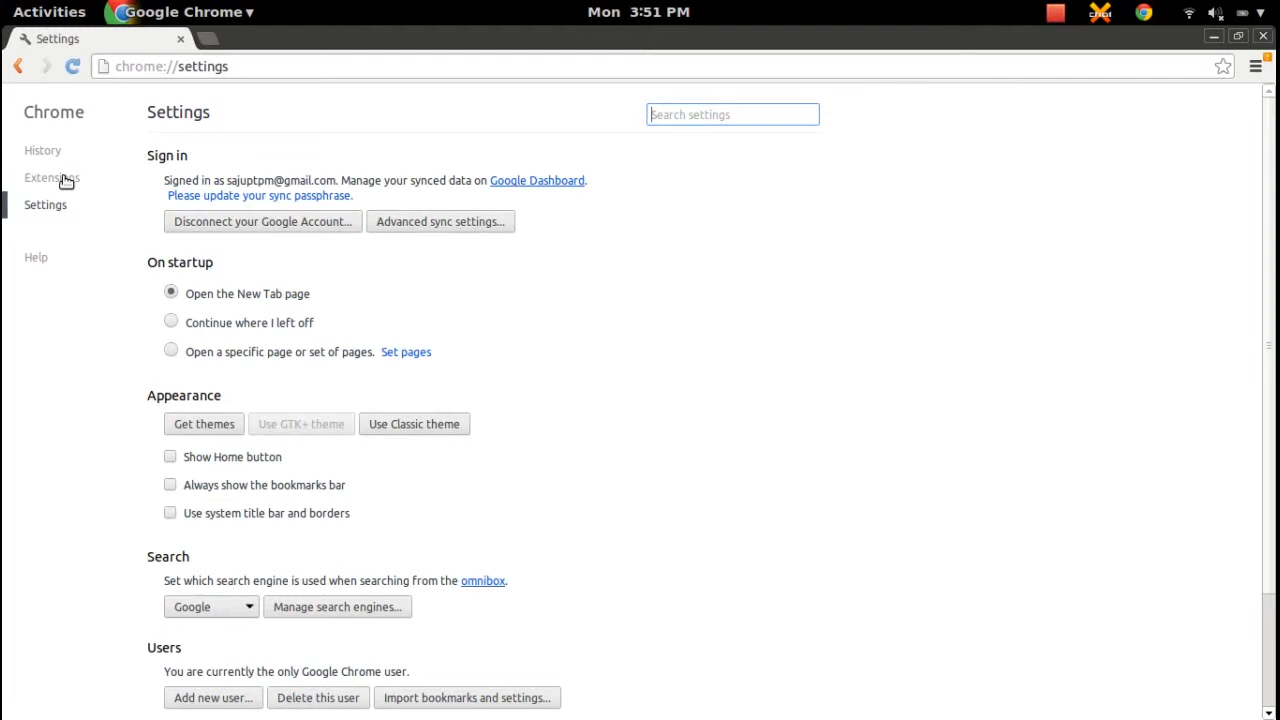 Activities
Google Chrome
Mon 3:51 PM
Settings
chrome://settings
Chrome
History
Extensions
Settings
Help
Settings
Search settings
Sign in
Signed in as sajuptpm@gmail.com. Manage your synced data on Google Dashboard.
Please update your sync passphrase.
Disconnect your Google Account...
Advanced sync settings...
On startup
Open the New Tab page
Continue where I left off
Open a specific page or set of pages. Set pages
Appearance
Get themes
Use GTK+ theme
Use Classic theme
Show Home button
Always show the bookmarks bar
Use system title bar and borders
Search
Set which search engine is used when searching from the omnibox.
Google
Manage search engines...
Users
You are currently the only Google Chrome user.
Add new user...
Delete this user
Import bookmarks and settings...